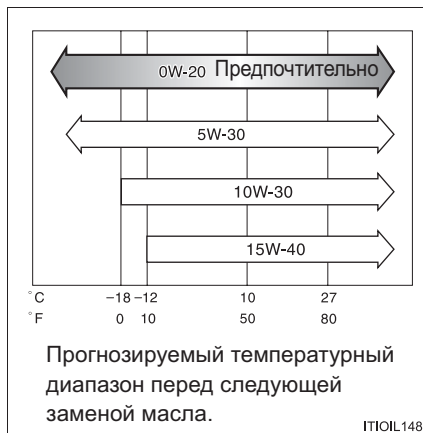 0W-20 Предпочтительно
5W-30
10W-30
15W-40
°C −18 −12 10 27
°F 0 10 50 80
Прогнозируемый температурный
диапазон перед следующей
заменой масла.
ITIOIL148